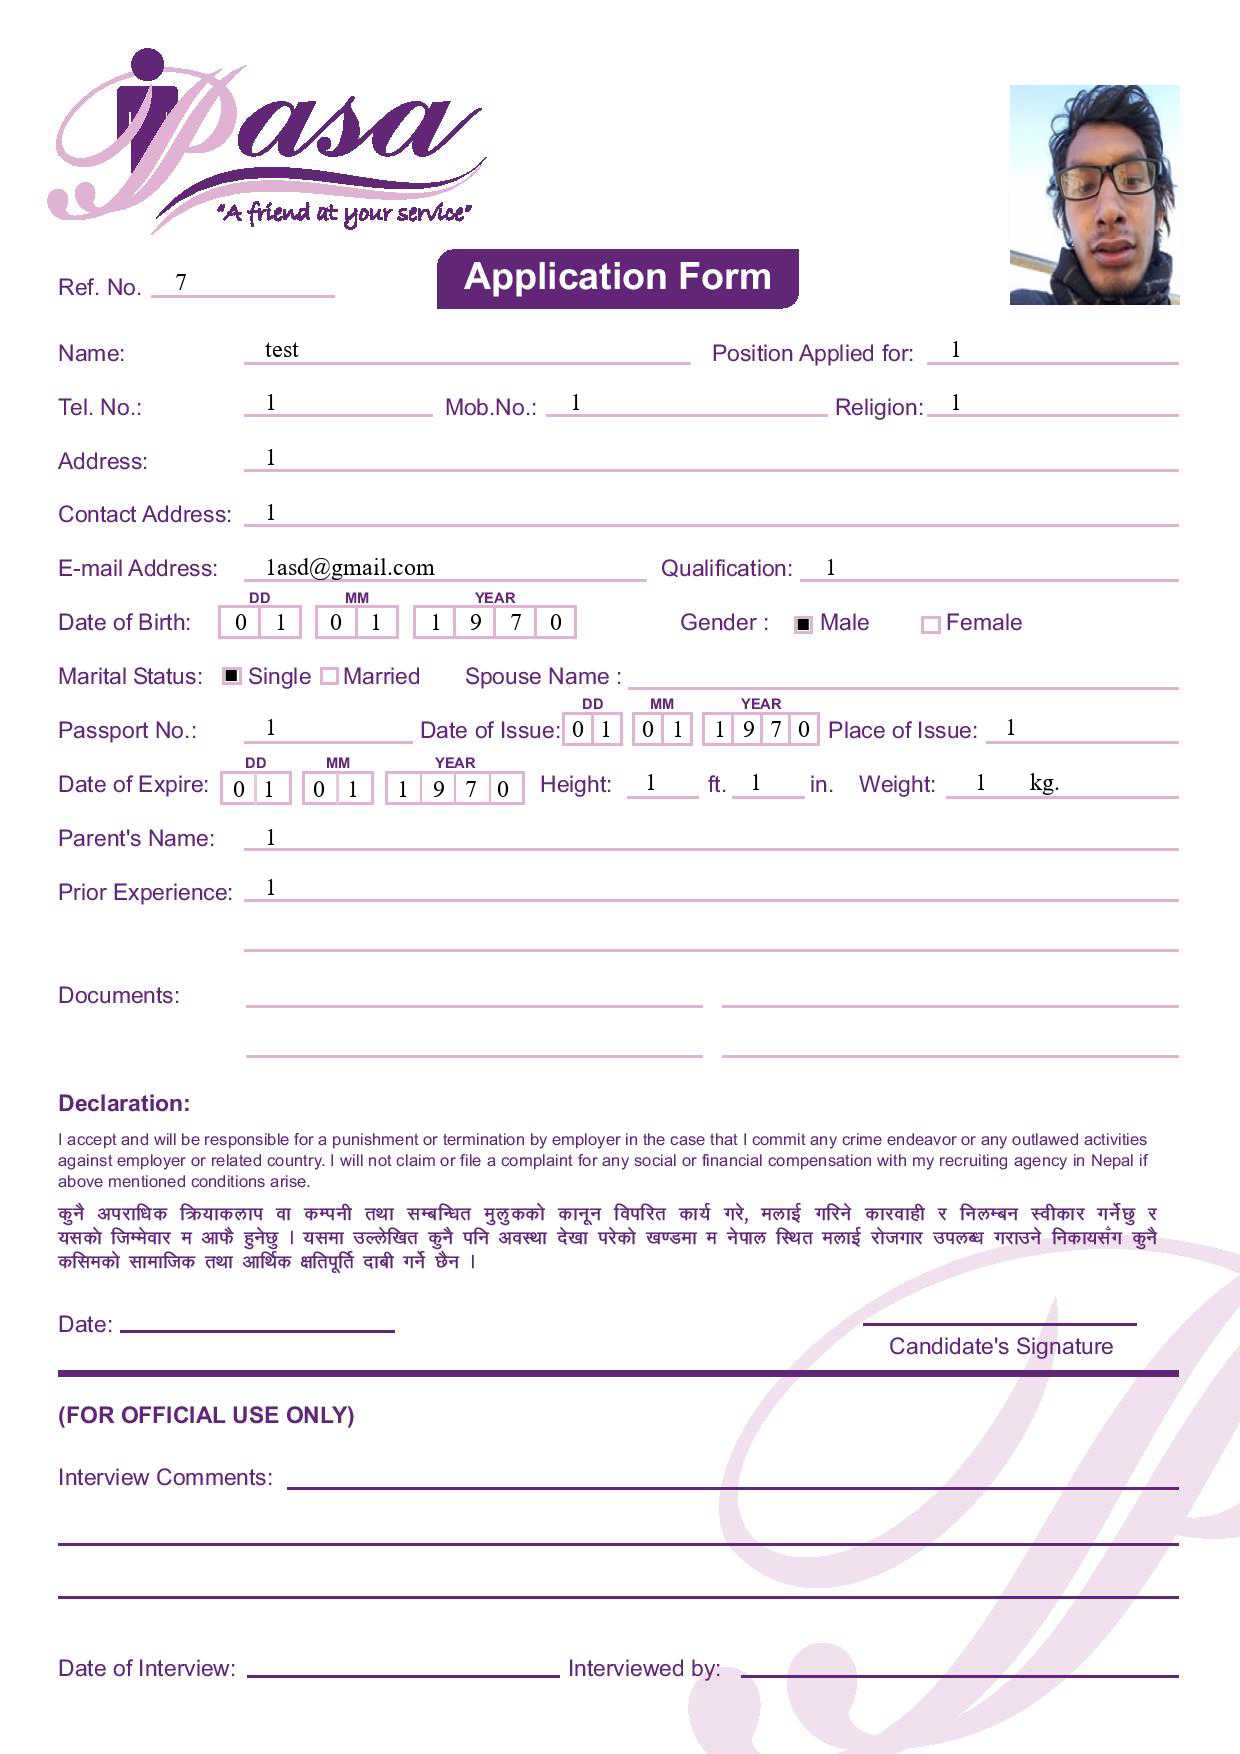 Pasa
"A friend at your service"
Ref. No. 7
Application Form
Name: test Position Applied for: 1
Tel. No.: 1 Mob.No.: 1 Religion: 1
Address: 1
Contact Address: 1
E-mail Address: 1asd@gmail.com Qualification: 1
DD MM YEAR
Date of Birth: 0 1 0 1 1 9 7 0 Gender : Male Female
Marital Status: Single Married Spouse Name :
DD MM YEAR
Passport No.: 1 Date of Issue: 0 1 0 1 1 9 7 0 Place of Issue: 1
DD MM YEAR
Date of Expire: 0 1 0 1 1 9 7 0 Height: 1 ft. 1 in. Weight: 1 kg.
Parent's Name: 1
Prior Experience: 1
Documents:
Declaration:
I accept and will be responsible for a punishment or termination by employer in the case that I commit any crime endeavor or any outlawed activities
against employer or related country. I will not claim or file a complaint for any social or financial compensation with my recruiting agency in Nepal if
above mentioned conditions arise.
कुनै अपराधिक क्रियाकलाप वा कम्पनी तथा सम्बन्धित मुलुकको कानून विपरित कार्य गरे, मलाई गरिने कारवाही र निलम्बन स्वीकार गर्नेछु र
यसको जिम्मेवार म आफै हुनेछु । यसमा उल्लेखित कुनै पनि अवस्था देखा परेको खण्डमा म नेपाल स्थित मलाई रोजगार उपलब्ध गराउने निकायसँग कुनै
कसिमको सामाजिक तथा आर्थिक क्षतिपूर्ति दाबी गर्ने छैन ।
Date:
Candidate's Signature
(FOR OFFICIAL USE ONLY)
Interview Comments:
Date of Interview: Interviewed by: